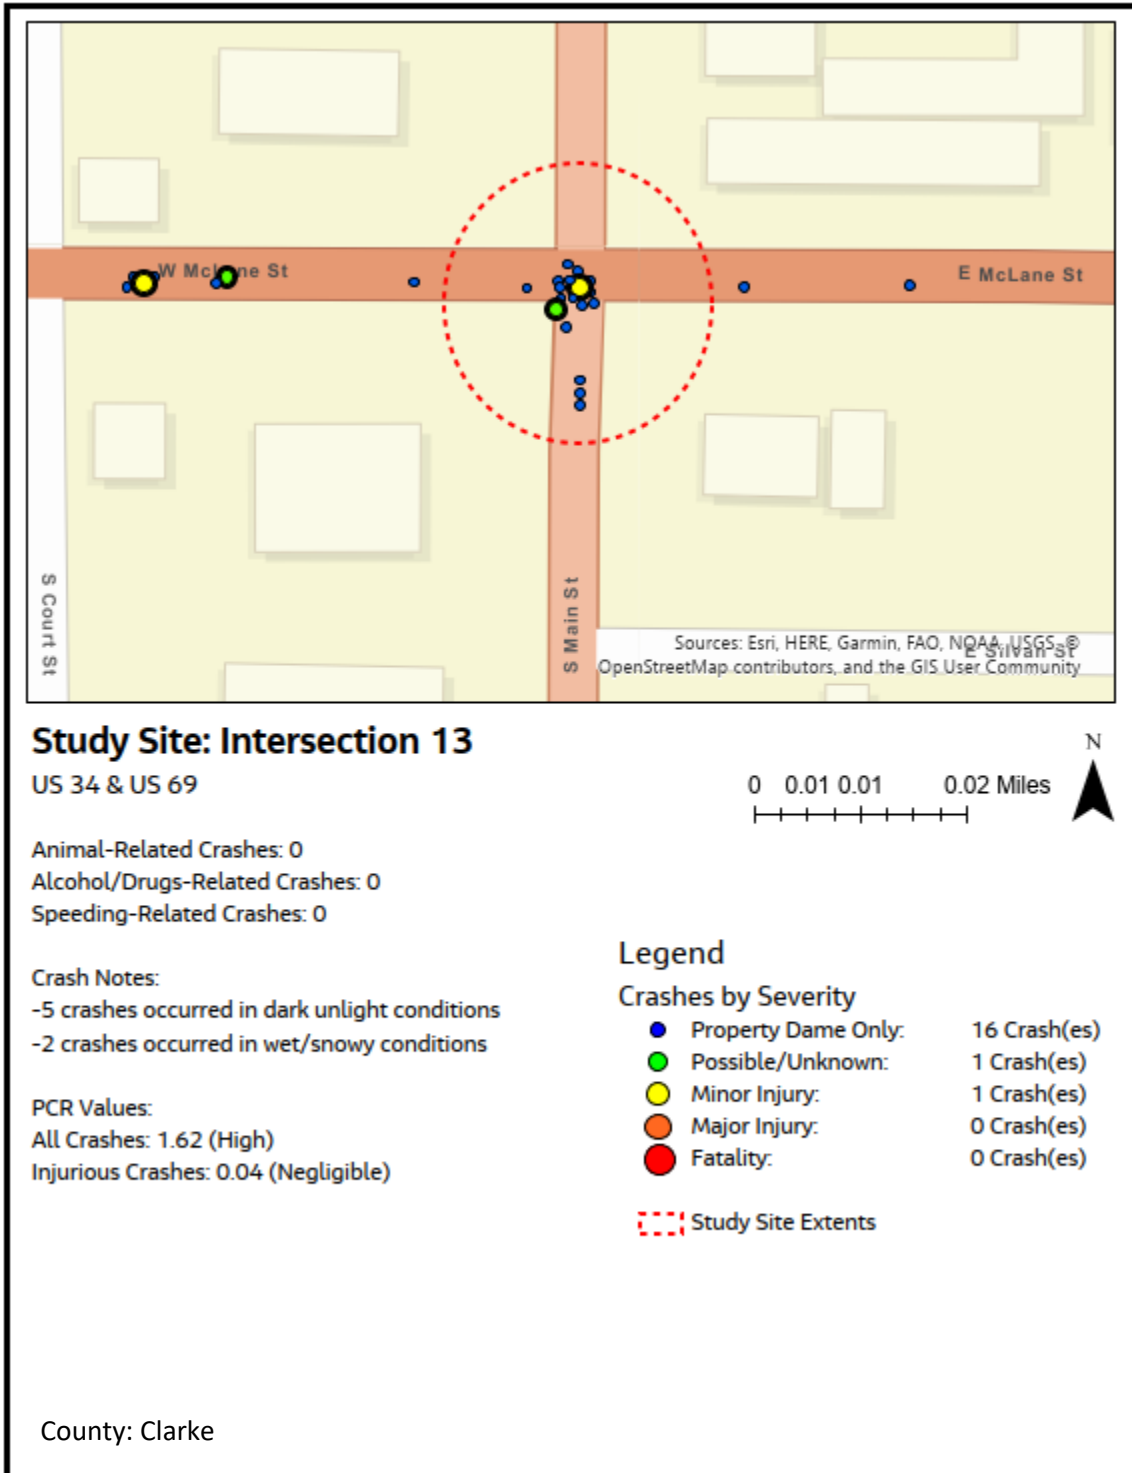 W McLane St
E McLane St
S Court St
S Main St
E Silvan St
Sources: Esri, HERE, Garmin, FAO, NOAA, USGS, ©
OpenStreetMap contributors, and the GIS User Community
Study Site: Intersection 13
US 34 & US 69
0 0.01 0.01 0.02 Miles
N
Animal-Related Crashes: 0
Alcohol/Drugs-Related Crashes: 0
Speeding-Related Crashes: 0
Crash Notes:
-5 crashes occurred in dark unlight conditions
-2 crashes occurred in wet/snowy conditions
PCR Values:
All Crashes: 1.62 (High)
Injurious Crashes: 0.04 (Negligible)
Legend
Crashes by Severity
Property Dame Only: 16 Crash(es)
Possible/Unknown: 1 Crash(es)
Minor Injury: 1 Crash(es)
Major Injury: 0 Crash(es)
Fatality: 0 Crash(es)
Study Site Extents
County: Clarke